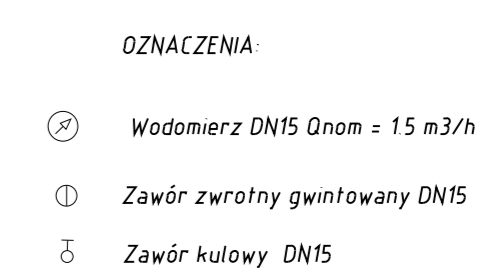 OZNACZENIA:
Wodomierz DN15 Qnom = 1.5 m3/h
Zawór zwrotny gwintowany DN15
Zawór kulowy DN15